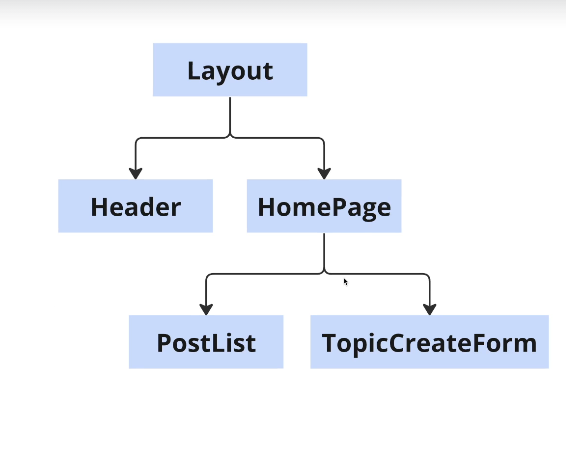 Layout
Header
HomePage
PostList
TopicCreateForm